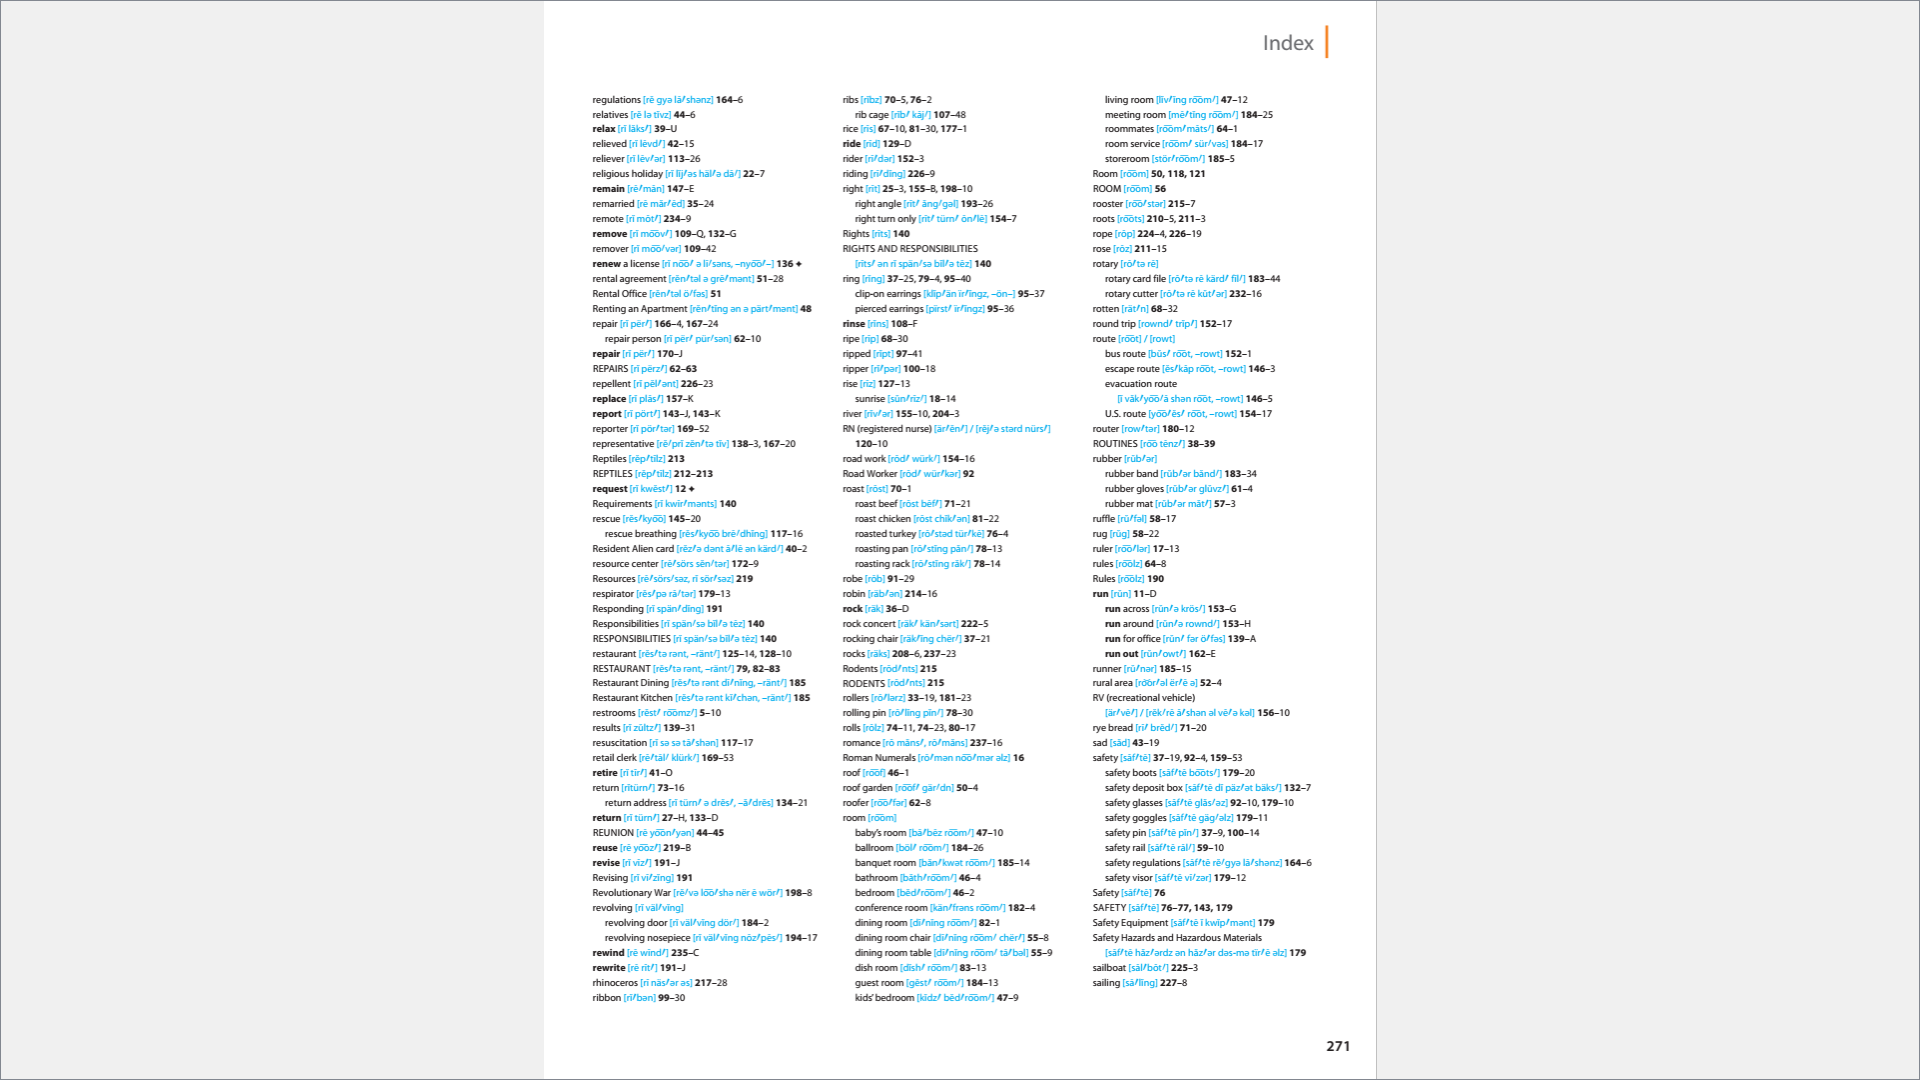 Index
regulations [rĕ gyə lā/shənz] 164–6
relatives [rĕ lə tĭvz] 44–6
relax [rĭ lăks/] 39–U
relieved [rĭ lēvd/] 42–15
reliever [rĭ lēv/ər] 113–26
religious holiday [rĭ lĭj/əs häl/ə dā/] 22–7
remain [rē/mān] 147–E
remarried [rē măr/ēd] 35–24
remote [rĭ mōt/] 234–9
remove [rĭ mo͞ov/] 109–Q, 132–G
remover [rĭ mo͞o/vər] 109–42
renew a license [rĭ no͞o/ ə lī/səns, –nyo͞o/–] 136 ✦
rental agreement [rĕn/təl ə grē/mənt] 51–28
Rental Office [rĕn/təl ö/fəs] 51
Renting an Apartment [rĕn/tĭng ən ə pärt/mənt] 48
repair [rĭ për/] 166–4, 167–24
repair person [rĭ për/ pür/sən] 62–10
repair [rĭ për/] 170–J
REPAIRS [rĭ përz/] 62–63
repellent [rĭ pĕl/ənt] 226–23
replace [rĭ plās/] 157–K
report [rĭ pört/] 143–J, 143–K
reporter [rĭ pör/tər] 169–52
representative [rĕ/prĭ zĕn/tə tĭv] 138–3, 167–20
Reptiles [rĕp/tĭlz] 213
REPTILES [rĕp/tĭlz] 212–213
request [rĭ kwĕst/] 12 ✦
Requirements [rĭ kwīr/mənts] 140
rescue [rĕs/kyo͞o] 145–20
rescue breathing [rĕs/kyo͞o brē/dhĭng] 117–16
Resident Alien card [rĕz/ə dənt ā/lē ən kärd/] 40–2
resource center [rē/sörs sĕn/tər] 172–9
Resources [rē/sörs/səz, rĭ sör/səz] 219
respirator [rĕs/pə rā/tər] 179–13
Responding [rĭ spän/dĭng] 191
Responsibilities [rĭ spän/sə bĭl/ə tēz] 140
RESPONSIBILITIES [rĭ spän/sə bĭl/ə tēz] 140
restaurant [rĕs/tə rənt, –ränt/] 125–14, 128–10
RESTAURANT [rĕs/tə rənt, –ränt/] 79, 82–83
Restaurant Dining [rĕs/tə rənt dī/nĭng, –ränt/] 185
Restaurant Kitchen [rĕs/tə rənt kĭ/chən, –ränt/] 185
restrooms [rĕst/ ro͞omz/] 5–10
results [rĭ zŭltz/] 139–31
resuscitation [rĭ sə sə tā/shən] 117–17
retail clerk [rē/tāl/ klürk/] 169–53
retire [rĭ tīr/] 41–O
return [rĭtürn/] 73–16
return address [rĭ türn/ ə drĕs/, –ă/drĕs] 134–21
return [rĭ türn/] 27–H, 133–D
REUNION [rē yo͞on/yən] 44–45
reuse [rē yo͞oz/] 219–B
revise [rĭ vīz/] 191–J
Revising [rĭ vī/zĭng] 191
Revolutionary War [rĕ/və lo͞o/shə nër ē wör/] 198–8
revolving [rĭ väl/vĭng]
revolving door [rĭ väl/vĭng dör/] 184–2
revolving nosepiece [rĭ väl/vĭng nōz/pēs/] 194–17
rewind [rē wīnd/] 235–C
rewrite [rē rīt/] 191–J
rhinoceros [rī näs/ər əs] 217–28
ribbon [rĭ/bən] 99–30
ribs [rĭbz] 70–5, 76–2
rib cage [rĭb/ kāj/] 107–48
rice [rīs] 67–10, 81–30, 177–1
ride [rīd] 129–D
rider [rī/dər] 152–3
riding [rī/dĭng] 226–9
right [rīt] 25–3, 155–B, 198–10
right angle [rīt/ ăng/gəl] 193–26
right turn only [rīt/ türn/ ōn/lē] 154–7
Rights [rīts] 140
RIGHTS AND RESPONSIBILITIES
[rīts/ ən rĭ spän/sə bĭl/ə tēz] 140
ring [rĭng] 37–25, 79–4, 95–40
clip-on earrings [klĭp/än ïr/ĭngz, –ön–] 95–37
pierced earrings [pïrst/ ïr/ĭngz] 95–36
rinse [rĭns] 108–F
ripe [rīp] 68–30
ripped [rĭpt] 97–41
ripper [rĭ/pər] 100–18
rise [rīz] 127–13
sunrise [sŭn/rīz/] 18–14
river [rĭv/ər] 155–10, 204–3
RN (registered nurse) [är/ĕn/] / [rĕj/ə stərd nürs/]
120–10
road work [rōd/ würk/] 154–16
Road Worker [rōd/ wür/kər] 92
roast [rōst] 70–1
roast beef [rōst bēf/] 71–21
roast chicken [rōst chĭk/ən] 81–22
roasted turkey [rō/stəd tür/kē] 76–4
roasting pan [rō/stĭng păn/] 78–13
roasting rack [rō/stĭng răk/] 78–14
robe [rōb] 91–29
robin [räb/ən] 214–16
rock [räk] 36–D
rock concert [räk/ kän/sərt] 222–5
rocking chair [räk/ĭng chër/] 37–21
rocks [räks] 208–6, 237–23
Rodents [rōd/nts] 215
RODENTS [rōd/nts] 215
rollers [rō/lərz] 33–19, 181–23
rolling pin [rō/lĭng pĭn/] 78–30
rolls [rōlz] 74–11, 74–23, 80–17
romance [rō măns/, rō/măns] 237–16
Roman Numerals [rō/mən no͞o/mər əlz] 16
roof [ro͞of] 46–1
roof garden [ro͞of/ gär/dn] 50–4
roofer [ro͞o/fər] 62–8
room [ro͞om]
baby's room [bā/bēz ro͞om/] 47–10
ballroom [böl/ ro͞om/] 184–26
banquet room [băn/kwət ro͞om/] 185–14
bathroom [băth/ro͞om/] 46–4
bedroom [bĕd/ro͞om/] 46–2
conference room [kän/frəns ro͞om/] 182–4
dining room [dī/nĭng ro͞om/] 82–1
dining room chair [dī/nĭng ro͞om/ chër/] 55–8
dining room table [dī/nĭng ro͞om/ tā/bəl] 55–9
dish room [dĭsh/ ro͞om/] 83–13
guest room [gĕst/ ro͞om/] 184–13
kids' bedroom [kĭdz/ bĕd/ro͞om/] 47–9
living room [lĭv/ĭng ro͞om/] 47–12
meeting room [mē/tĭng ro͞om/] 184–25
roommates [ro͞om/māts/] 64–1
room service [ro͞om/ sür/vəs] 184–17
storeroom [stör/ro͞om/] 185–5
Room [ro͞om] 50, 118, 121
ROOM [ro͞om] 56
rooster [ro͞o/stər] 215–7
roots [ro͞ots] 210–5, 211–3
rope [rōp] 224–4, 226–19
rose [rōz] 211–15
rotary [rō/tə rē]
rotary card file [rō/tə rē kärd/ fīl/] 183–44
rotary cutter [rō/tə rē kŭt/ər] 232–16
rotten [rät/n] 68–32
round trip [rownd/ trĭp/] 152–17
route [ro͞ot] / [rowt]
bus route [bŭs/ ro͞ot, –rowt] 152–1
escape route [ĕs/kāp ro͞ot, –rowt] 146–3
evacuation route
[ĭ văk/yo͞o/ā shən ro͞ot, –rowt] 146–5
U.S. route [yo͞o/ĕs/ ro͞ot, –rowt] 154–17
router [row/tər] 180–12
ROUTINES [ro͞o tēnz/] 38–39
rubber [rŭb/ər]
rubber band [rŭb/ər bănd/] 183–34
rubber gloves [rŭb/ər glŭvz/] 61–4
rubber mat [rŭb/ər măt/] 57–3
ruffle [rŭ/fəl] 58–17
rug [rŭg] 58–22
ruler [ro͞o/lər] 17–13
rules [ro͞olz] 64–8
Rules [ro͞olz] 190
run [rŭn] 11–D
run across [rŭn/ə krös/] 153–G
run around [rŭn/ə rownd/] 153–H
run for office [rŭn/ fər ö/fəs] 139–A
run out [rŭn/owt/] 162–E
runner [rŭ/nər] 185–15
rural area [ro͝or/əl ër/ē ə] 52–4
RV (recreational vehicle)
[är/vē/] / [rĕk/rē ā/shən əl vē/ə kəl] 156–10
rye bread [rī/ brĕd/] 71–20
sad [săd] 43–19
safety [sāf/tē] 37–19, 92–4, 159–53
safety boots [sāf/tē bo͞ots/] 179–20
safety deposit box [sāf/tē dĭ päz/ət bäks/] 132–7
safety glasses [sāf/tē glăs/əz] 92–10, 179–10
safety goggles [sāf/tē gäg/əlz] 179–11
safety pin [sāf/tē pĭn/] 37–9, 100–14
safety rail [sāf/tē rāl/] 59–10
safety regulations [sāf/tē rĕ/gyə lā/shənz] 164–6
safety visor [sāf/tē vī/zər] 179–12
Safety [sāf/tē] 76
SAFETY [sāf/tē] 76–77, 143, 179
Safety Equipment [sāf/tē ĭ kwĭp/mənt] 179
Safety Hazards and Hazardous Materials
[sāf/tē hăz/ərdz ən hăz/ər dəs-mə tïr/ē əlz] 179
sailboat [sāl/bōt/] 225–3
sailing [sā/lĭng] 227–8
271